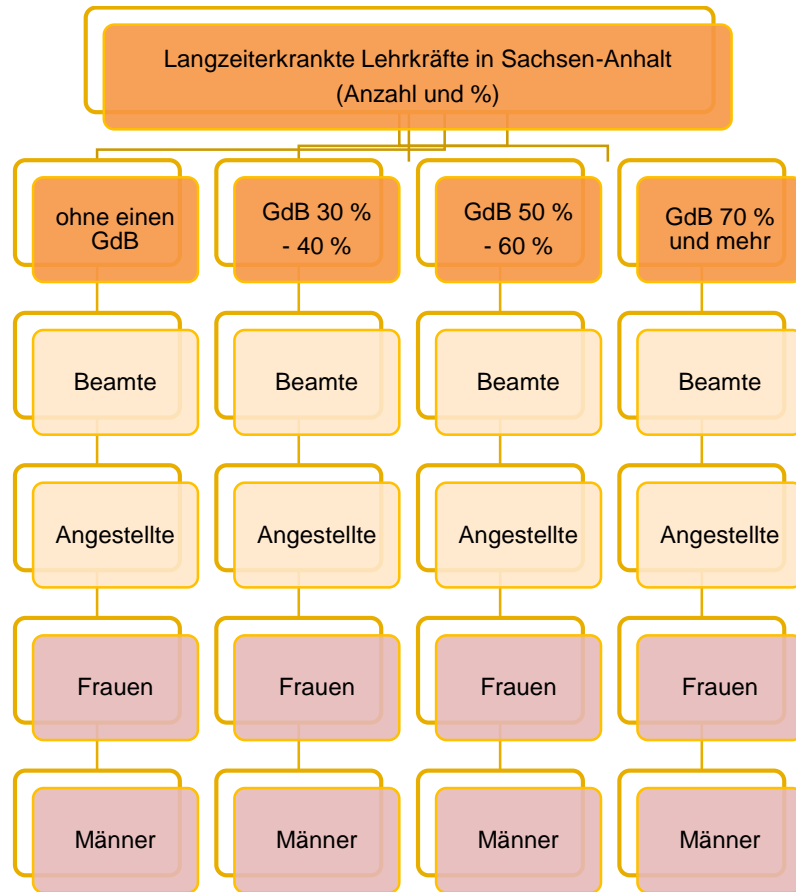 Langzeiterkrankte Lehrkräfte in Sachsen-Anhalt
(Anzahl und %)
ohne einen
GdB
GdB 30 %
- 40 %
GdB 50 %
- 60 %
GdB 70 %
und mehr
Beamte
Beamte
Beamte
Beamte
Angestellte
Angestellte
Angestellte
Angestellte
Frauen
Frauen
Frauen
Frauen
Männer
Männer
Männer
Männer